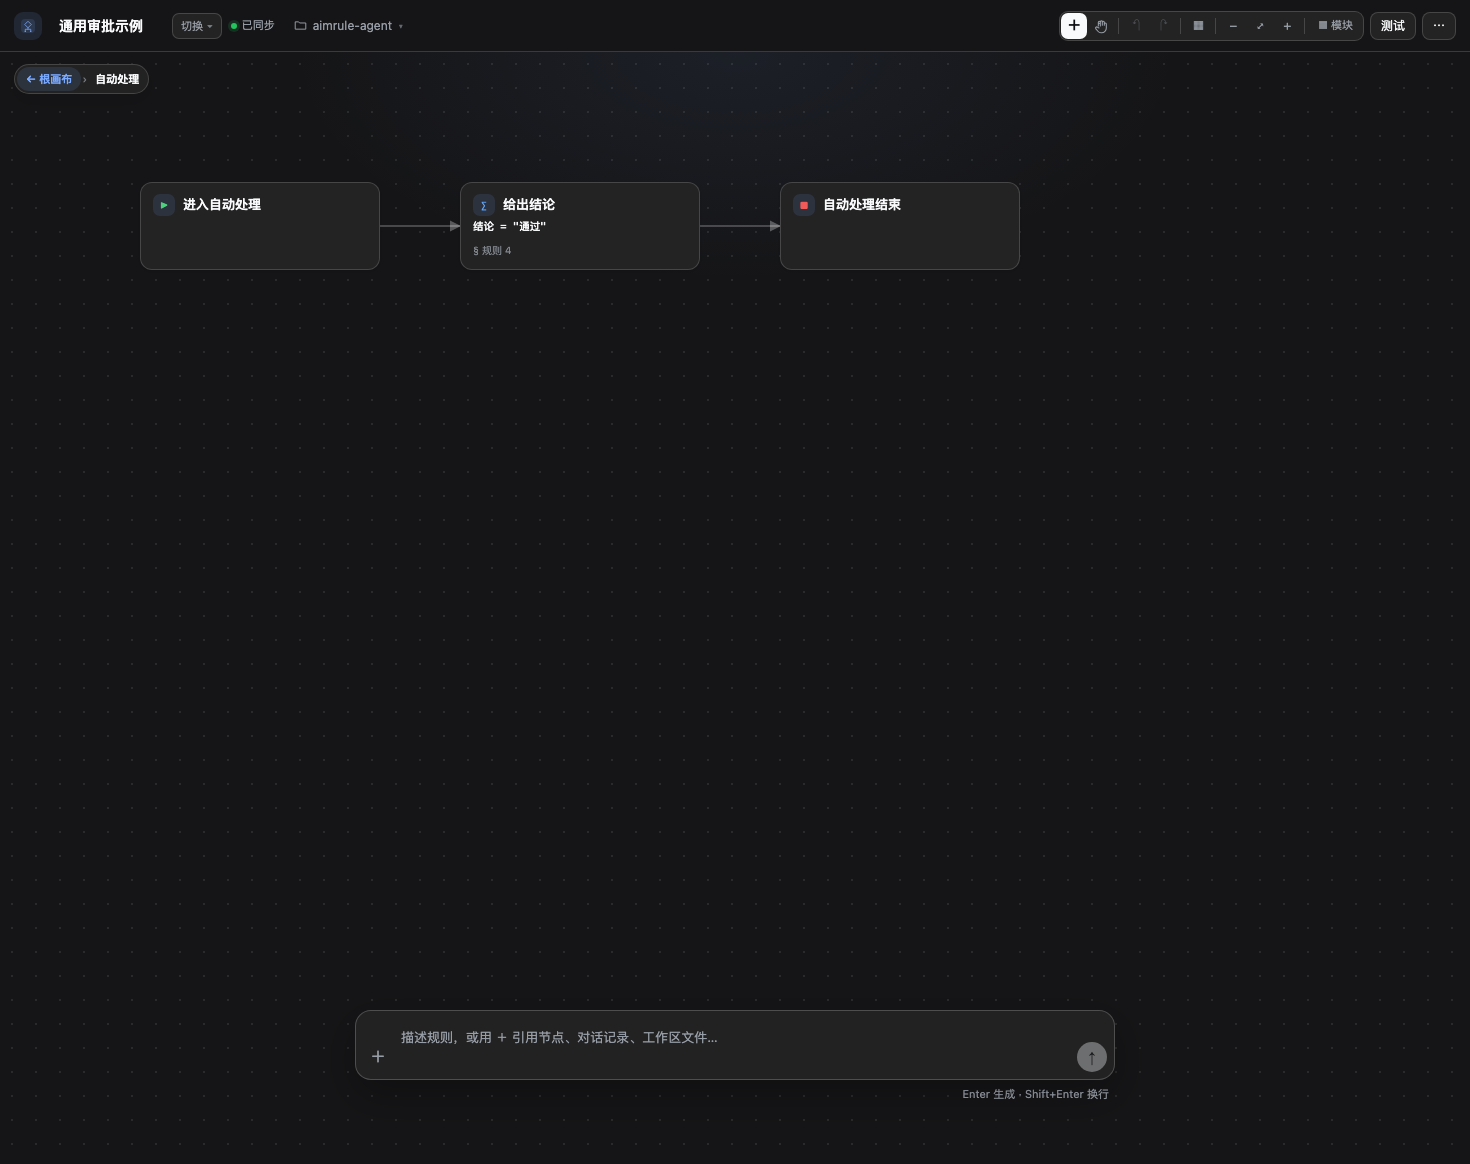 通用审批示例
切换
已同步
aimrule-agent
模块
测试
← 根画布 › 自动处理
进入自动处理
给出结论
结论 = "通过"
§ 规则 4
自动处理结束
描述规则，或用 + 引用节点、对话记录、工作区文件...
Enter 生成 · Shift+Enter 换行